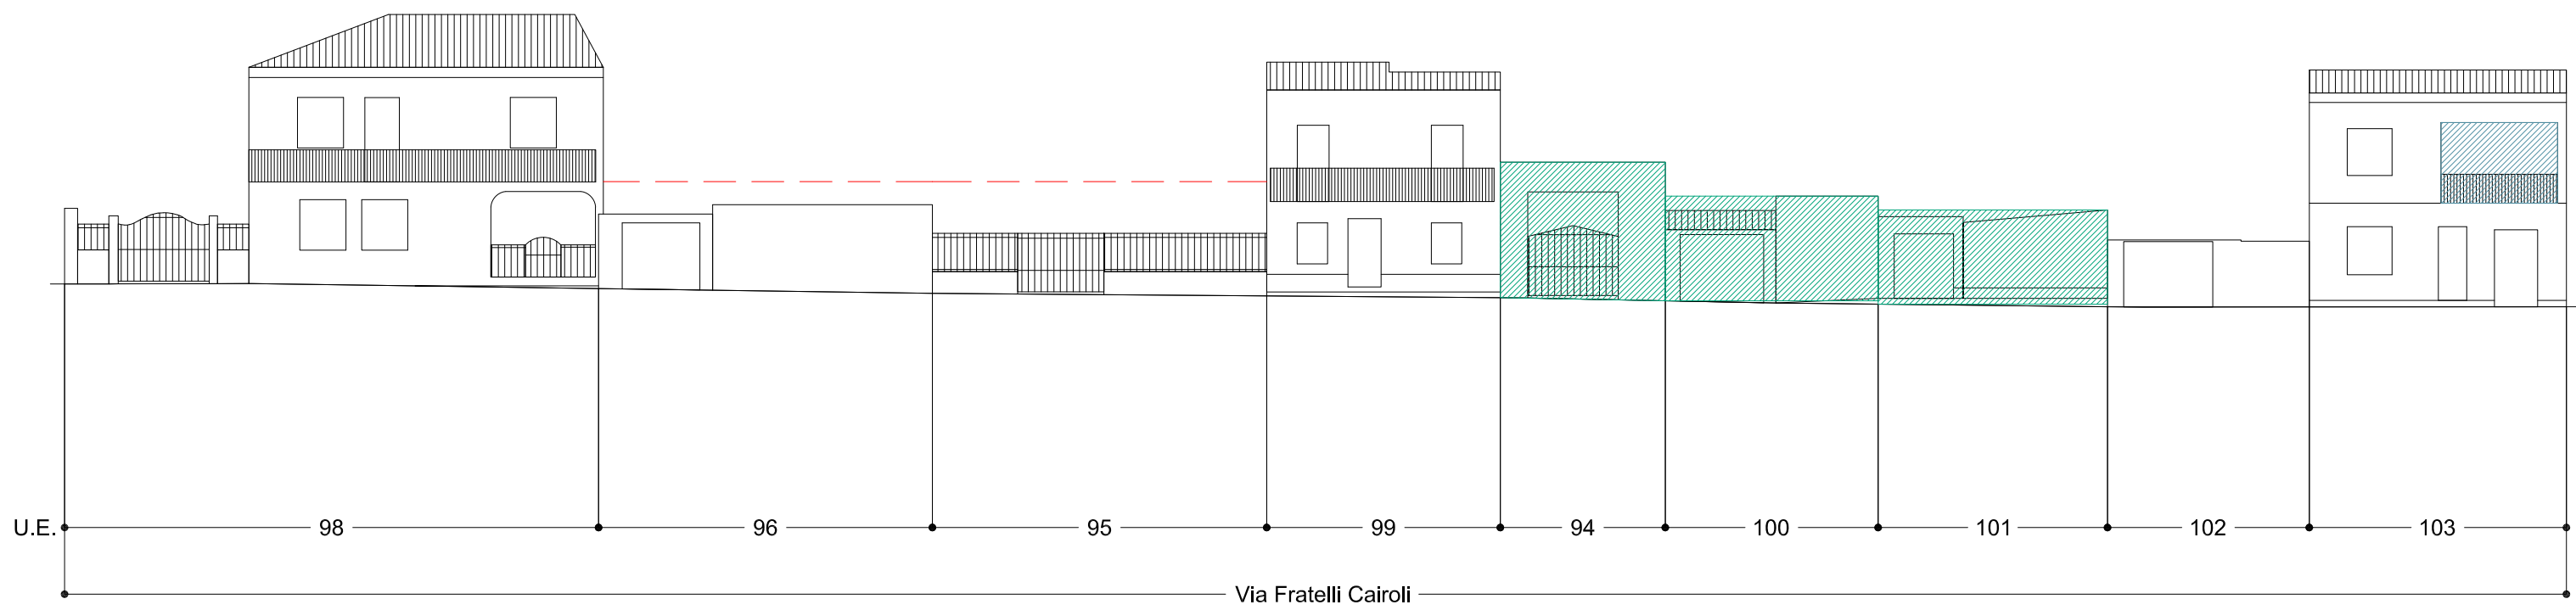 U.E. 98 96 95 99 94 100 101 102 103
Via Fratelli Cairoli